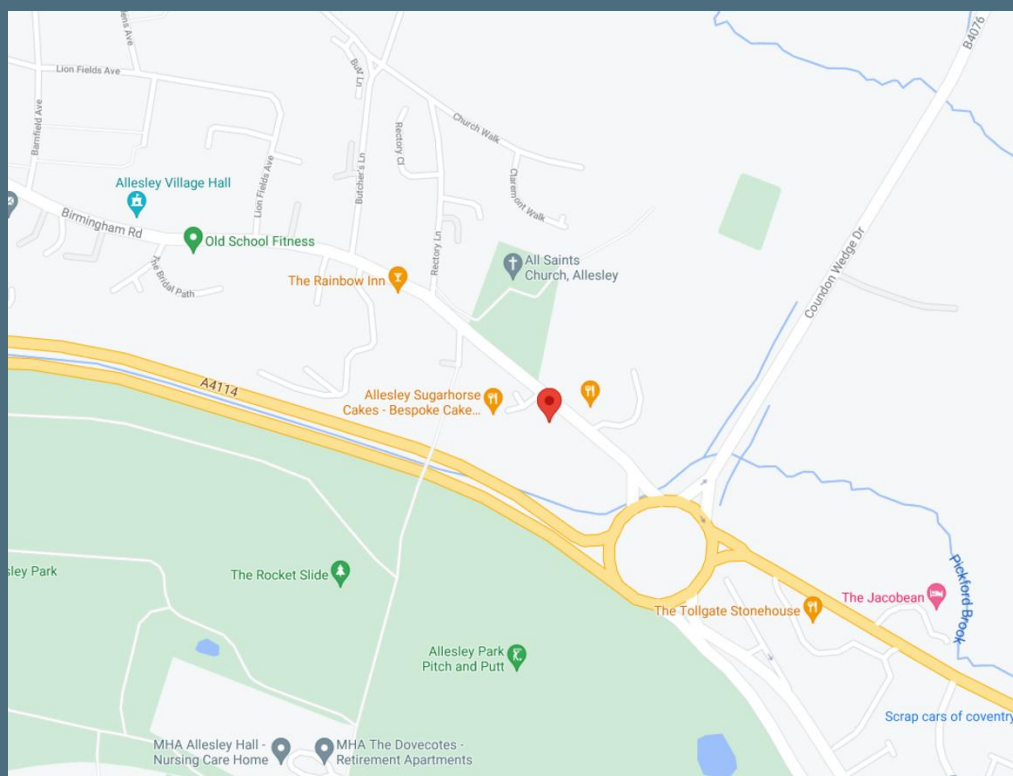 B4076
Lion Fields Ave
Butchers Ln
Church Walk
Barnfield Ave
Rectory Cl
Lion Fields Ave
Butcher's Ln
Claremont Walk
Allesley Village Hall
Birmingham Rd
Old School Fitness
Rectory Ln
All Saints
Church, Allesley
The Bridal Path
The Rainbow Inn
Coundon Wedge Dr
A4114
Allesley Sugarhorse
Cakes - Bespoke Cake...
sley Park
The Rocket Slide
Pickford Brook
The Jacobean
The Tollgate Stonehouse
Allesley Park
Pitch and Putt
Scrap cars of coventry
MHA Allesley Hall -
Nursing Care Home
MHA The Dovecotes -
Retirement Apartments